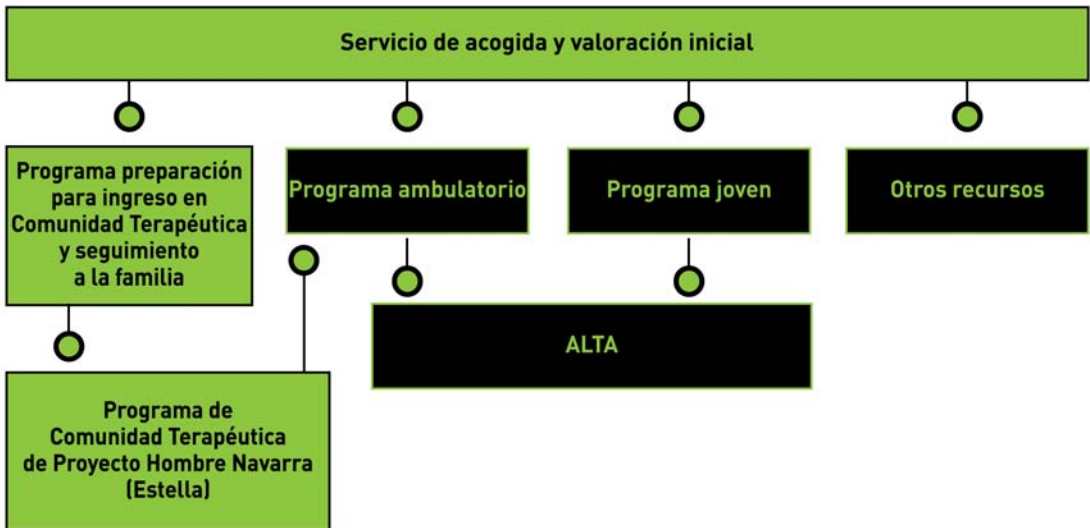 Servicio de acogida y valoración inicial
Programa preparación
para ingreso en
Comunidad Terapéutica
y seguimiento
a la familia
Programa ambulatorio
Programa joven
Otros recursos
ALTA
Programa de
Comunidad Terapéutica
de Proyecto Hombre Navarra
(Estella)